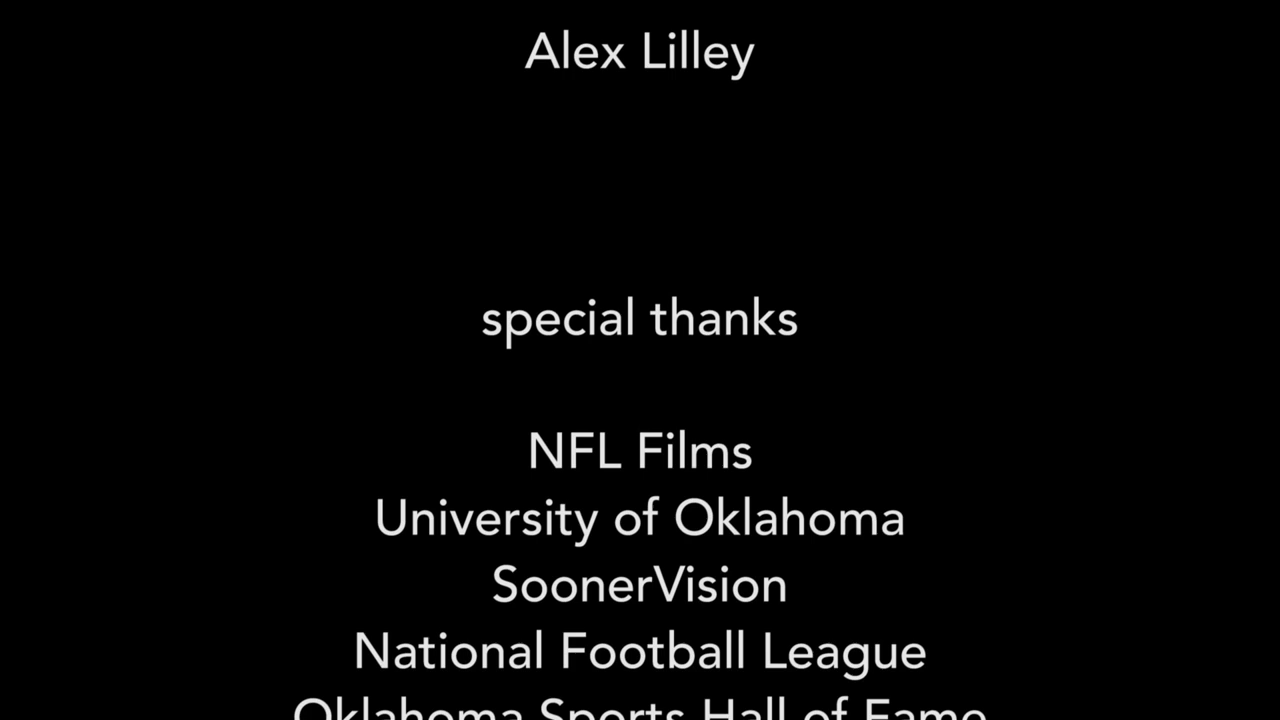 Alex Lilley
special thanks
NFL Films
University of Oklahoma
SoonerVision
National Football League
Oklahoma Sports Hall of Fame